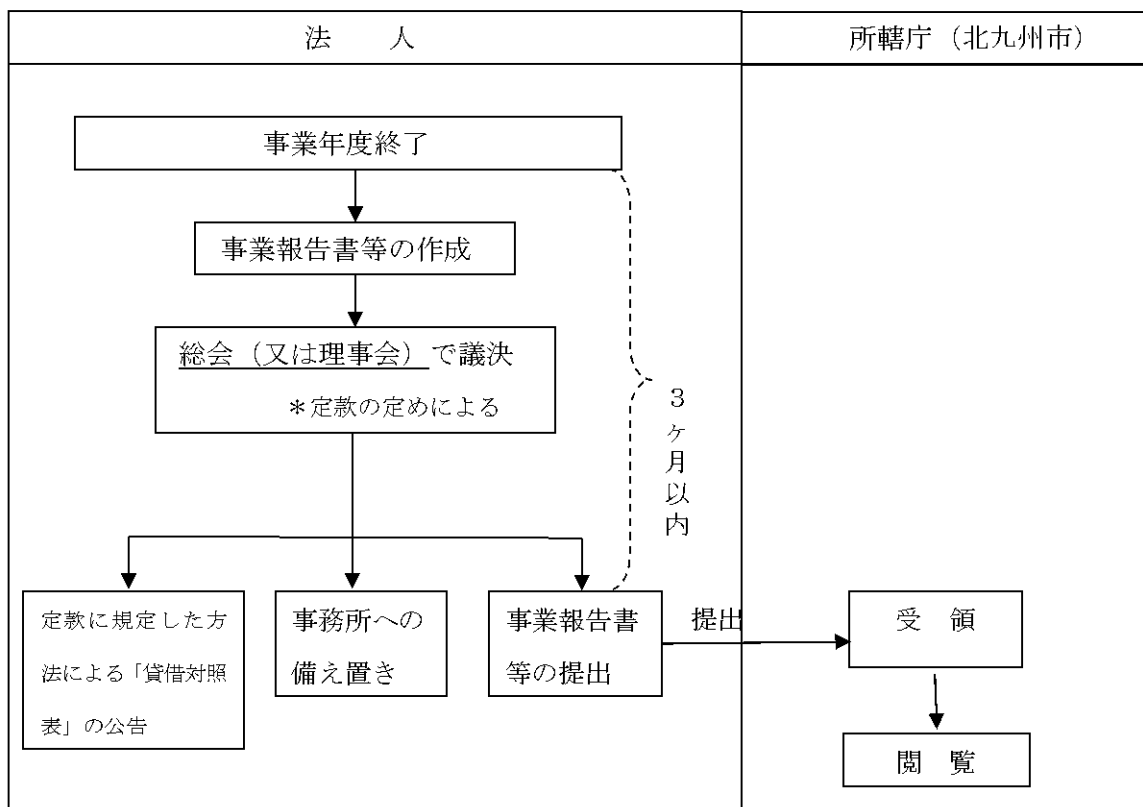 法　　人
所轄庁（北九州市）
事業年度終了
事業報告書等の作成
総会（又は理事会）で議決
＊定款の定めによる
３ヶ月以内
定款に規定した方
法による「貸借対照
表」の公告
事務所への
備え置き
事業報告書
等の提出
提出
受　領
閲　覧